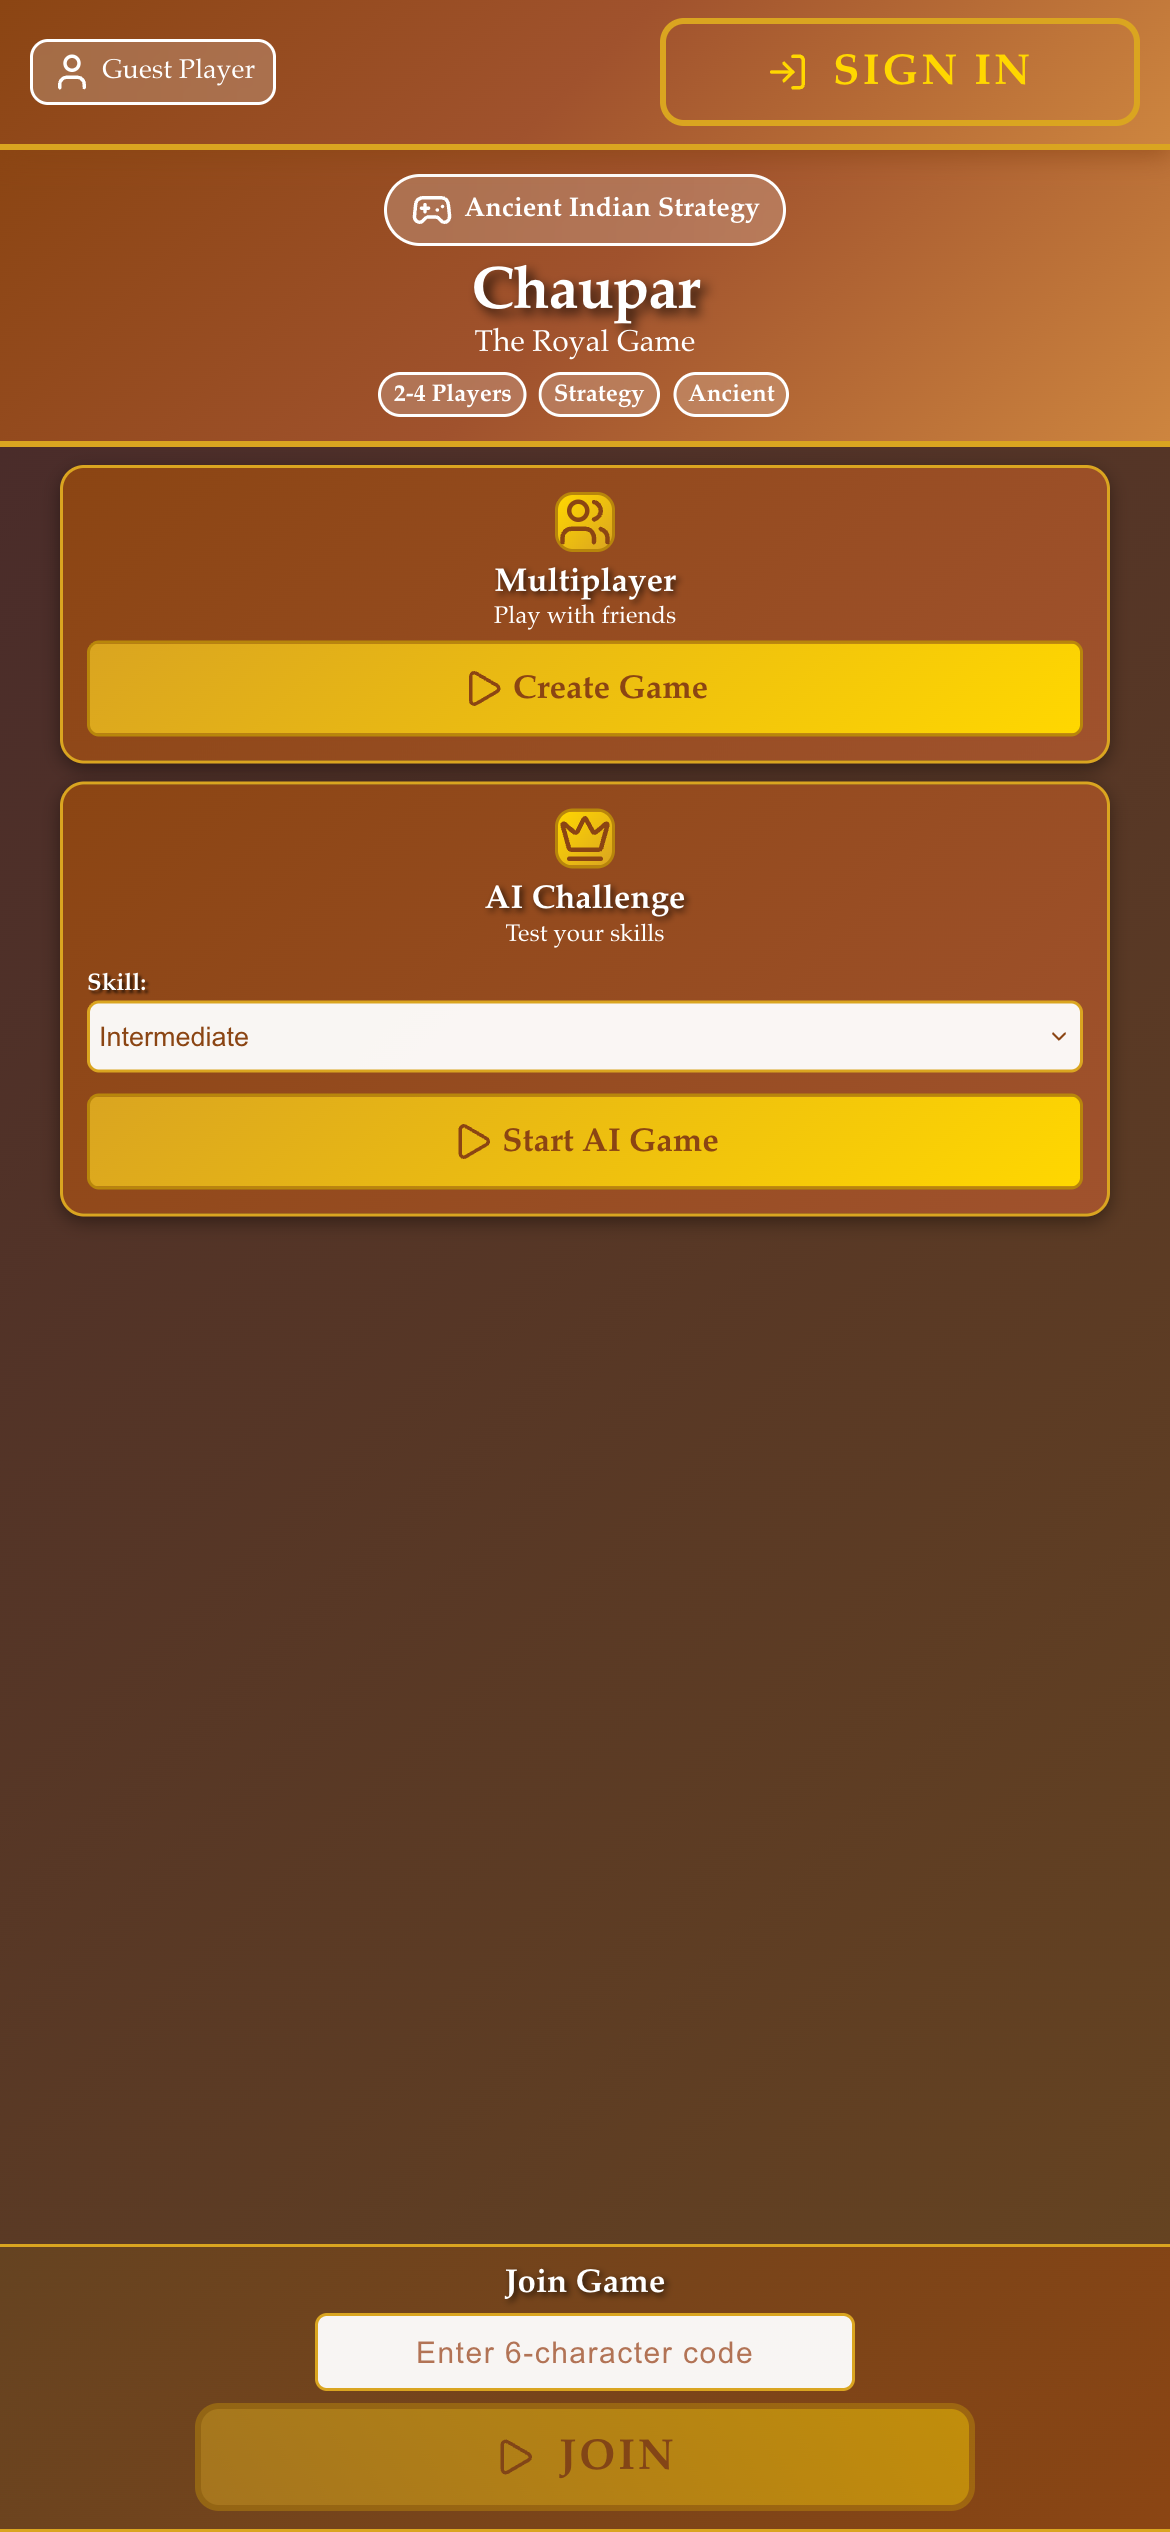 Guest Player
SIGN IN
Ancient Indian Strategy
Chaupar
The Royal Game
2-4 Players Strategy Ancient
Multiplayer
Play with friends
Create Game
AI Challenge
Test your skills
Skill:
Intermediate
Start AI Game
Join Game
Enter 6-character code
JOIN